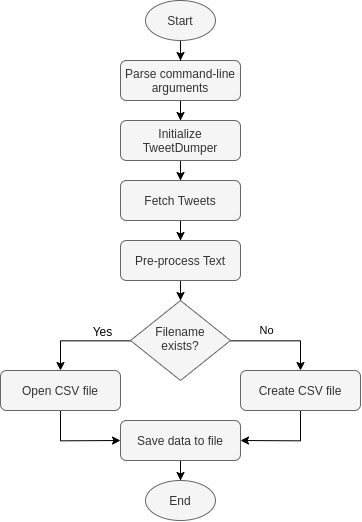 Start
Parse command-line
arguments
Initialize
TweetDumper
Fetch Tweets
Pre-process Text
Filename
exists?
Yes
No
Open CSV file
Create CSV file
Save data to file
End